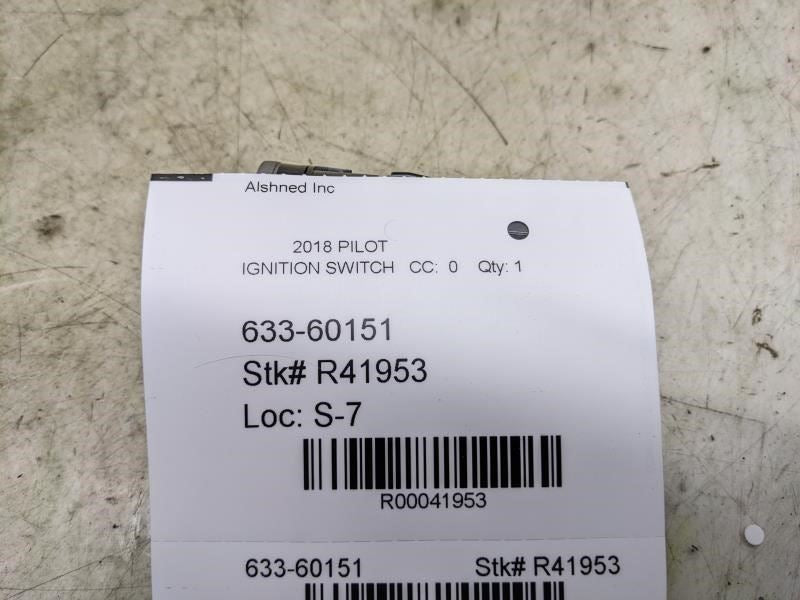 Alshned Inc
2018 PILOT
IGNITION SWITCH CC: 0 Qty: 1
633-60151
Stk# R41953
Loc: S-7
R00041953
633-60151 Stk# R41953